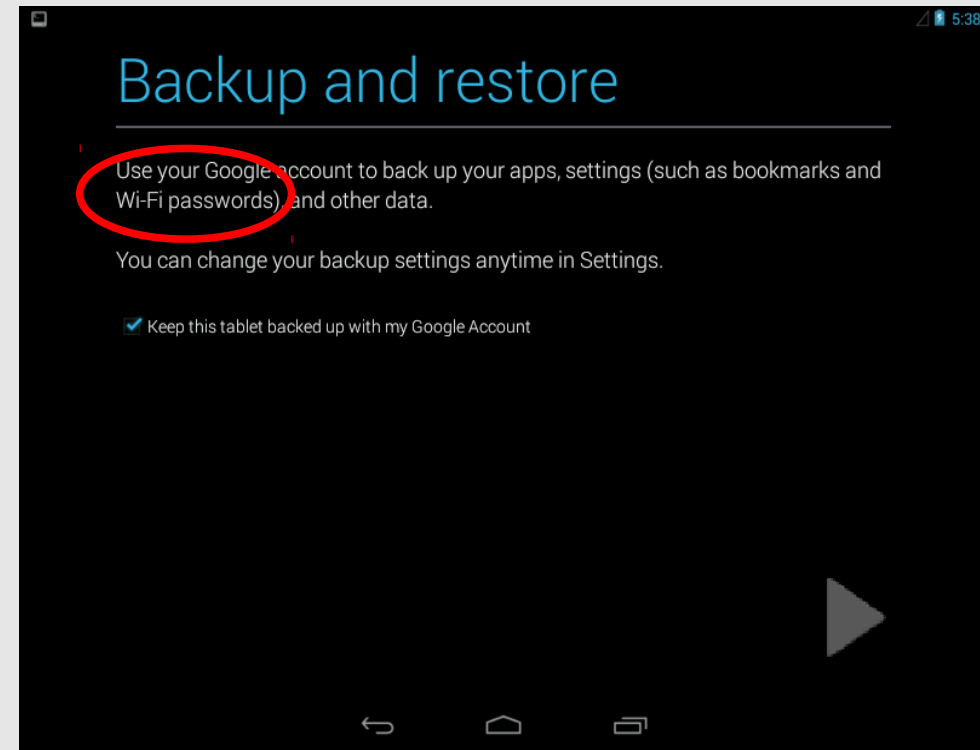 5:38
Backup and restore
Use your Google account to back up your apps, settings (such as bookmarks and
Wi-Fi passwords), and other data.
You can change your backup settings anytime in Settings.
Keep this tablet backed up with my Google Account